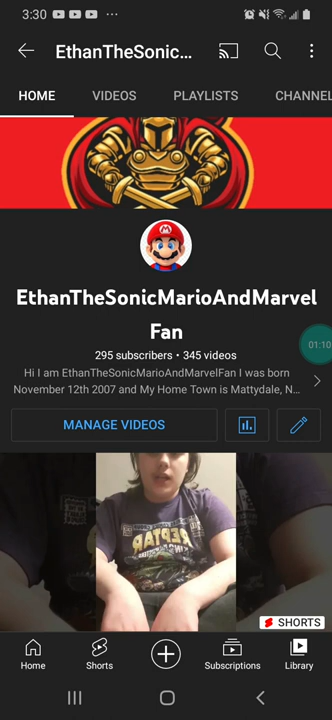 3:30
EthanTheSonic...
HOME VIDEOS PLAYLISTS CHANNEL
M
EthanTheSonicMarioAndMarvel
Fan
295 subscribers • 345 videos
Hi I am EthanTheSonicMarioAndMarvelFan I was born
November 12th 2007 and My Home Town is Mattydale, N...
01:10
MANAGE VIDEOS
REPTAR
SHORTS
Home Shorts Subscriptions Library